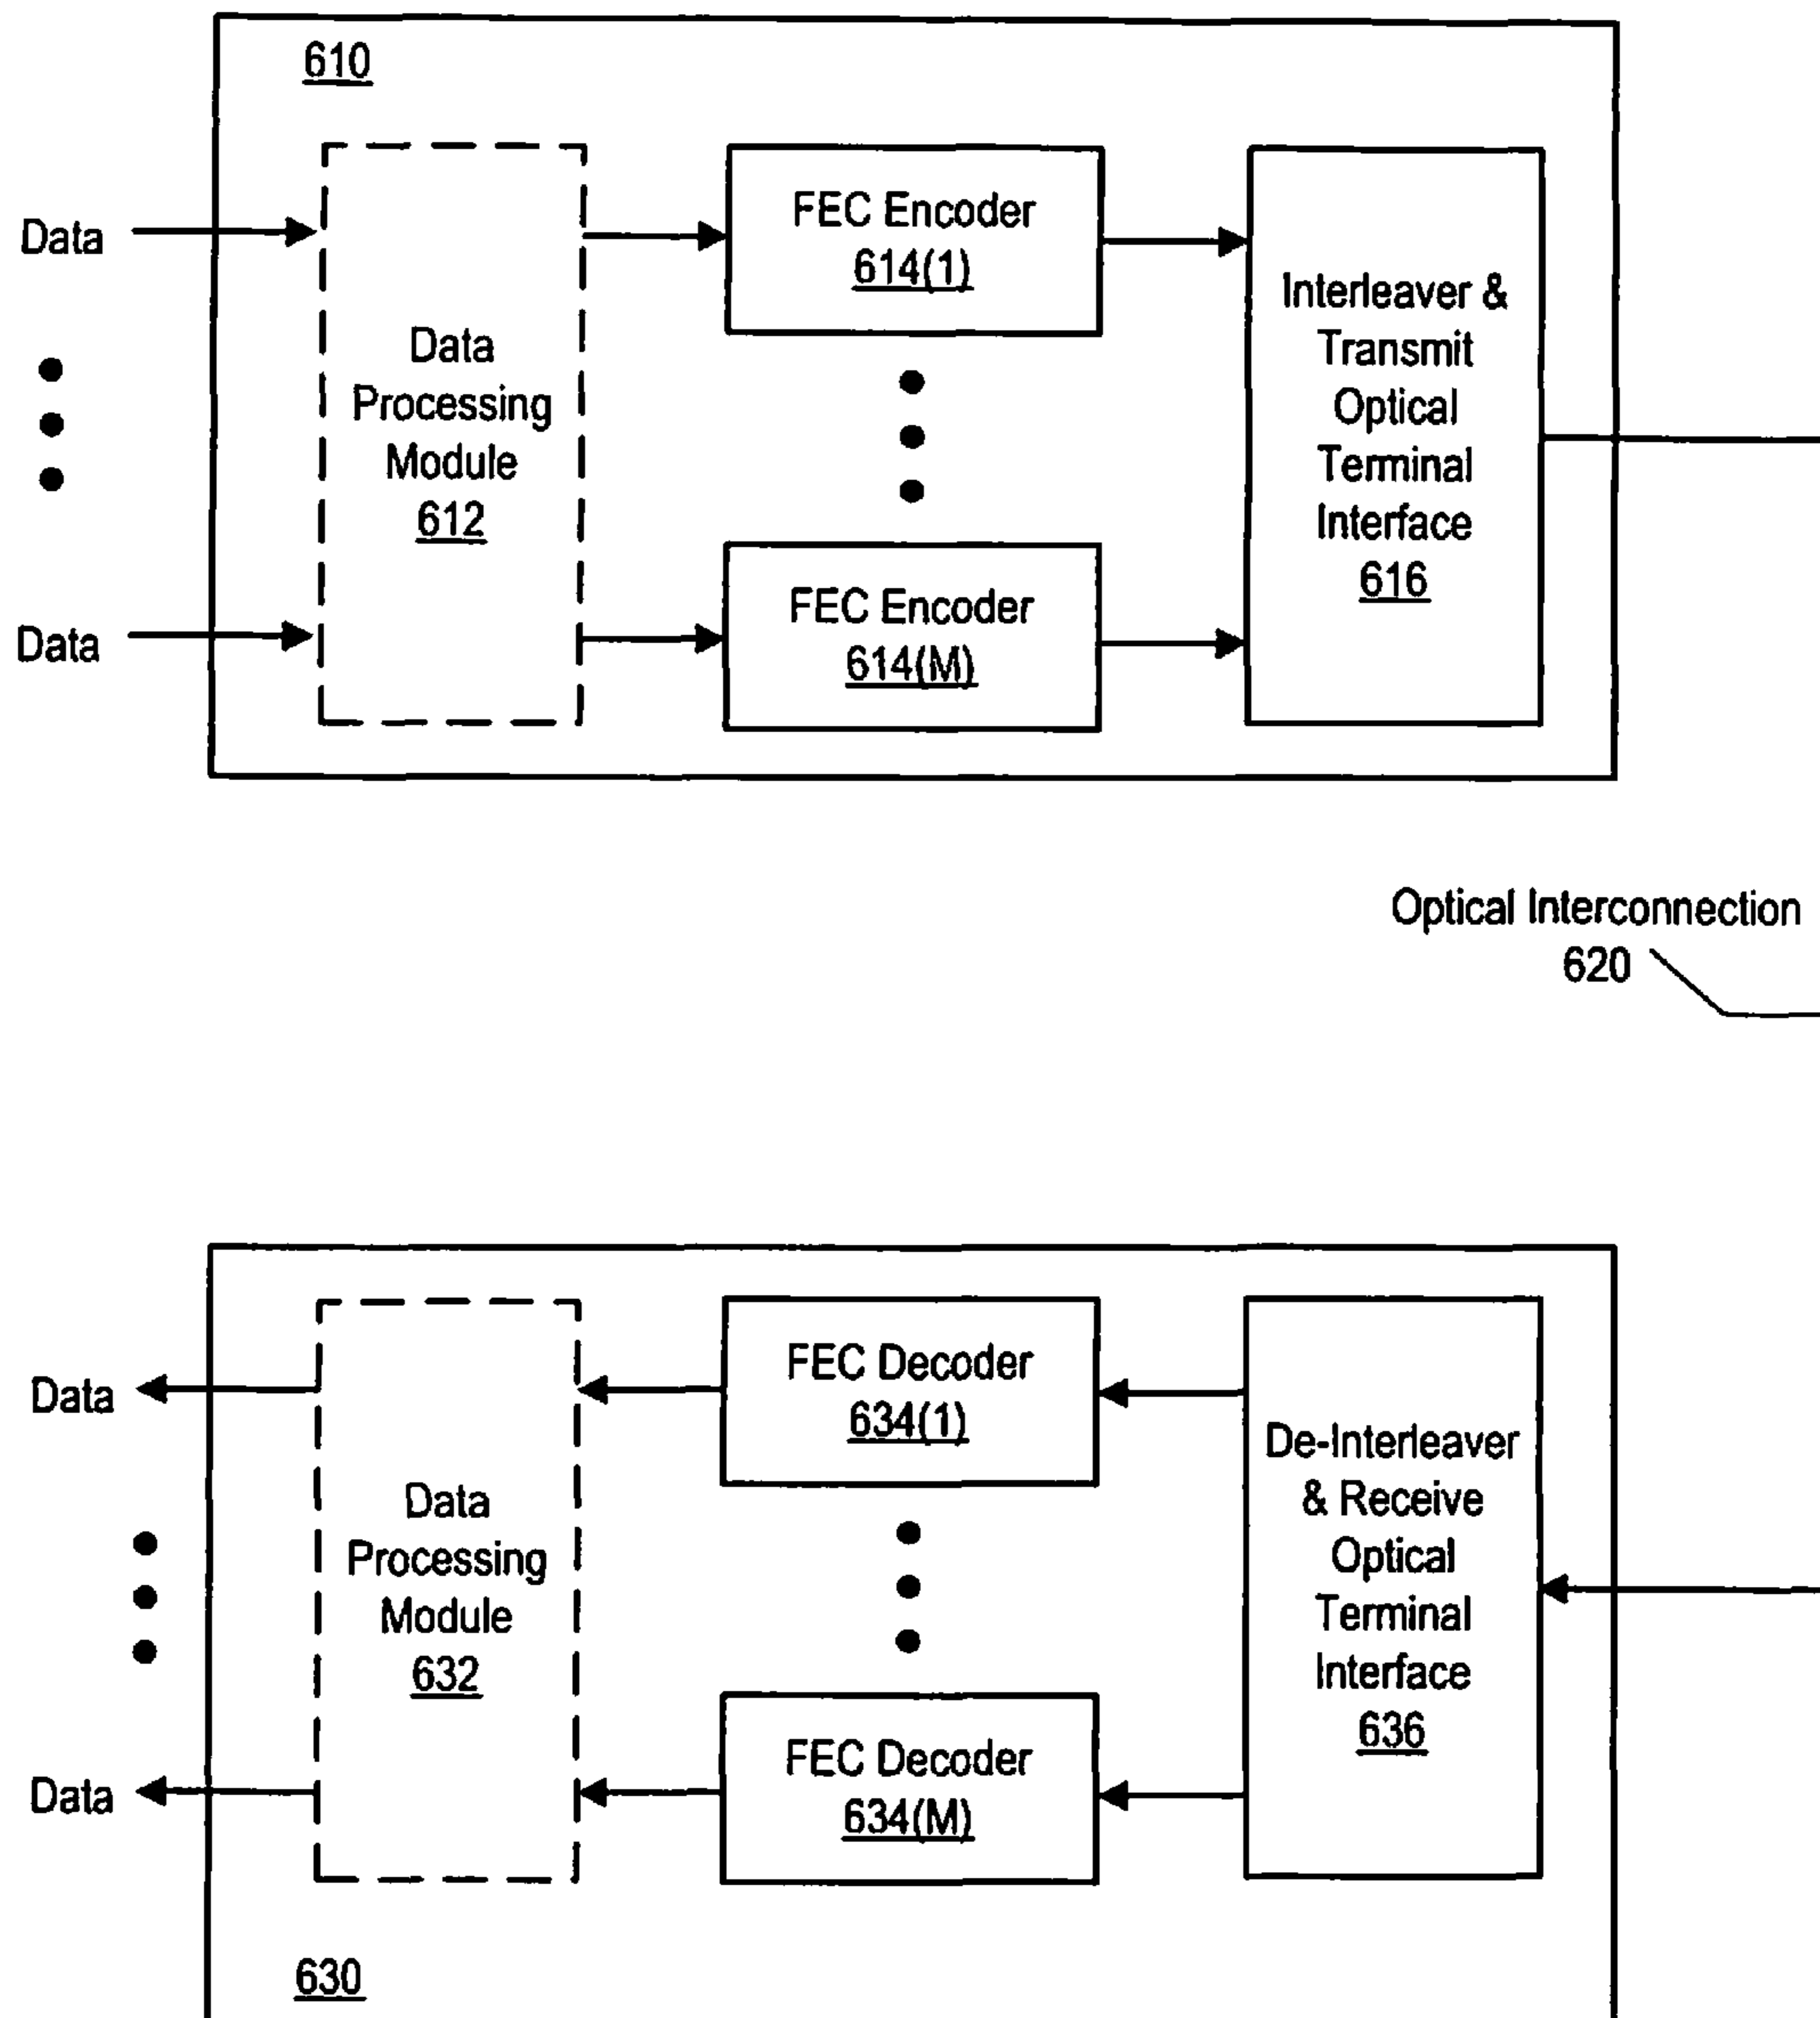 610
Data
Data
Data
Processing
Module
612
FEC Encoder
614(1)
FEC Encoder
614(M)
Interleaver &
Transmit
Optical
Terminal
Interface
616
Optical Interconnection
620
Data
Data
Data
Processing
Module
632
FEC Decoder
634(1)
FEC Decoder
634(M)
De-Interleaver
& Receive
Optical
Terminal
Interface
636
630